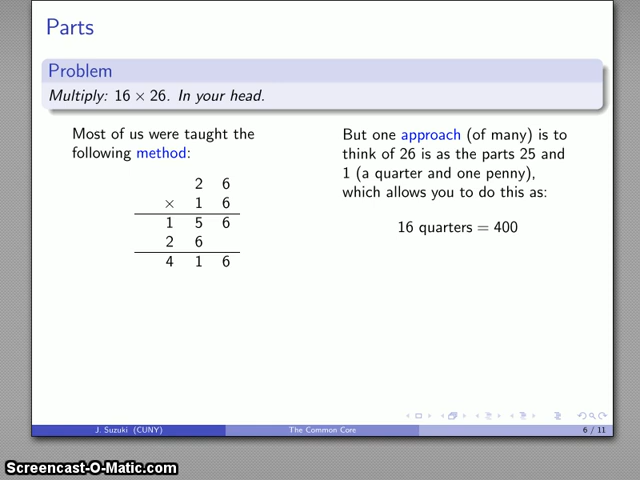 Parts
Problem
Multiply: 16 × 26. In your head.
Most of us were taught the
following method:
2 6
× 1 6
1 5 6
2 6
4 1 6
But one approach (of many) is to
think of 26 is as the parts 25 and
1 (a quarter and one penny),
which allows you to do this as:
16 quarters = 400
J. Suzuki (CUNY)
The Common Core
6 / 11
Screencast-O-Matic.com